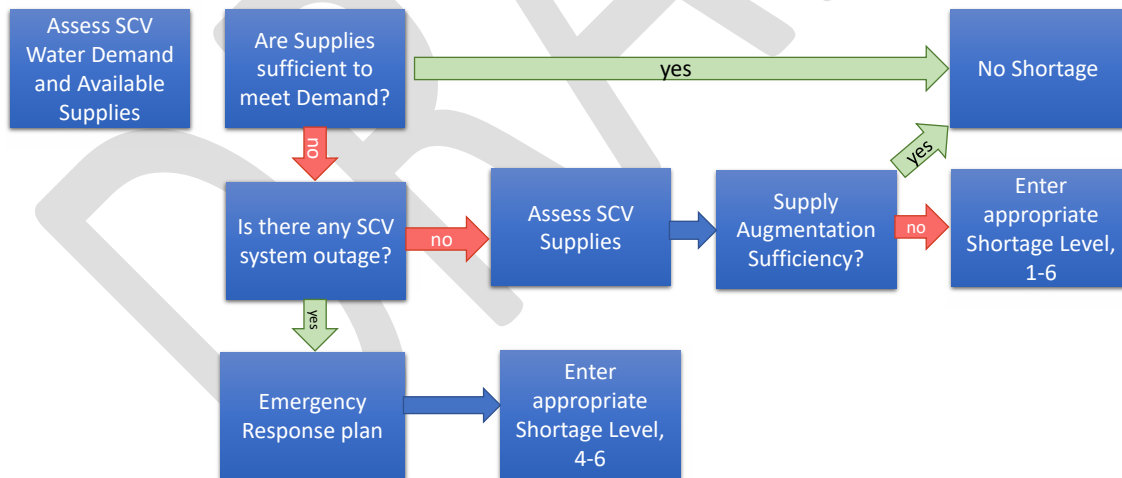 Assess SCV
Water Demand
and Available
Supplies
Are Supplies
sufficient to
meet Demand?
yes
No Shortage
no
yes
Is there any SCV
system outage?
no
Assess SCV
Supplies
Supply
Augmentation
Sufficiency?
no
Enter
appropriate
Shortage Level,
1-6
yes
Emergency
Response plan
Enter
appropriate
Shortage Level,
4-6